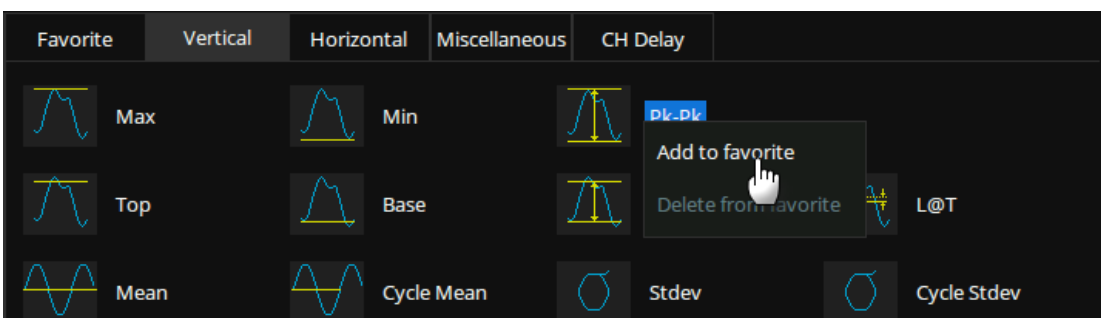 Favorite Vertical Horizontal Miscellaneous CH Delay
Max Min Pk-Pk
Add to favorite
Top Base Delete from favorite L@T
Mean Cycle Mean Stdev Cycle Stdev